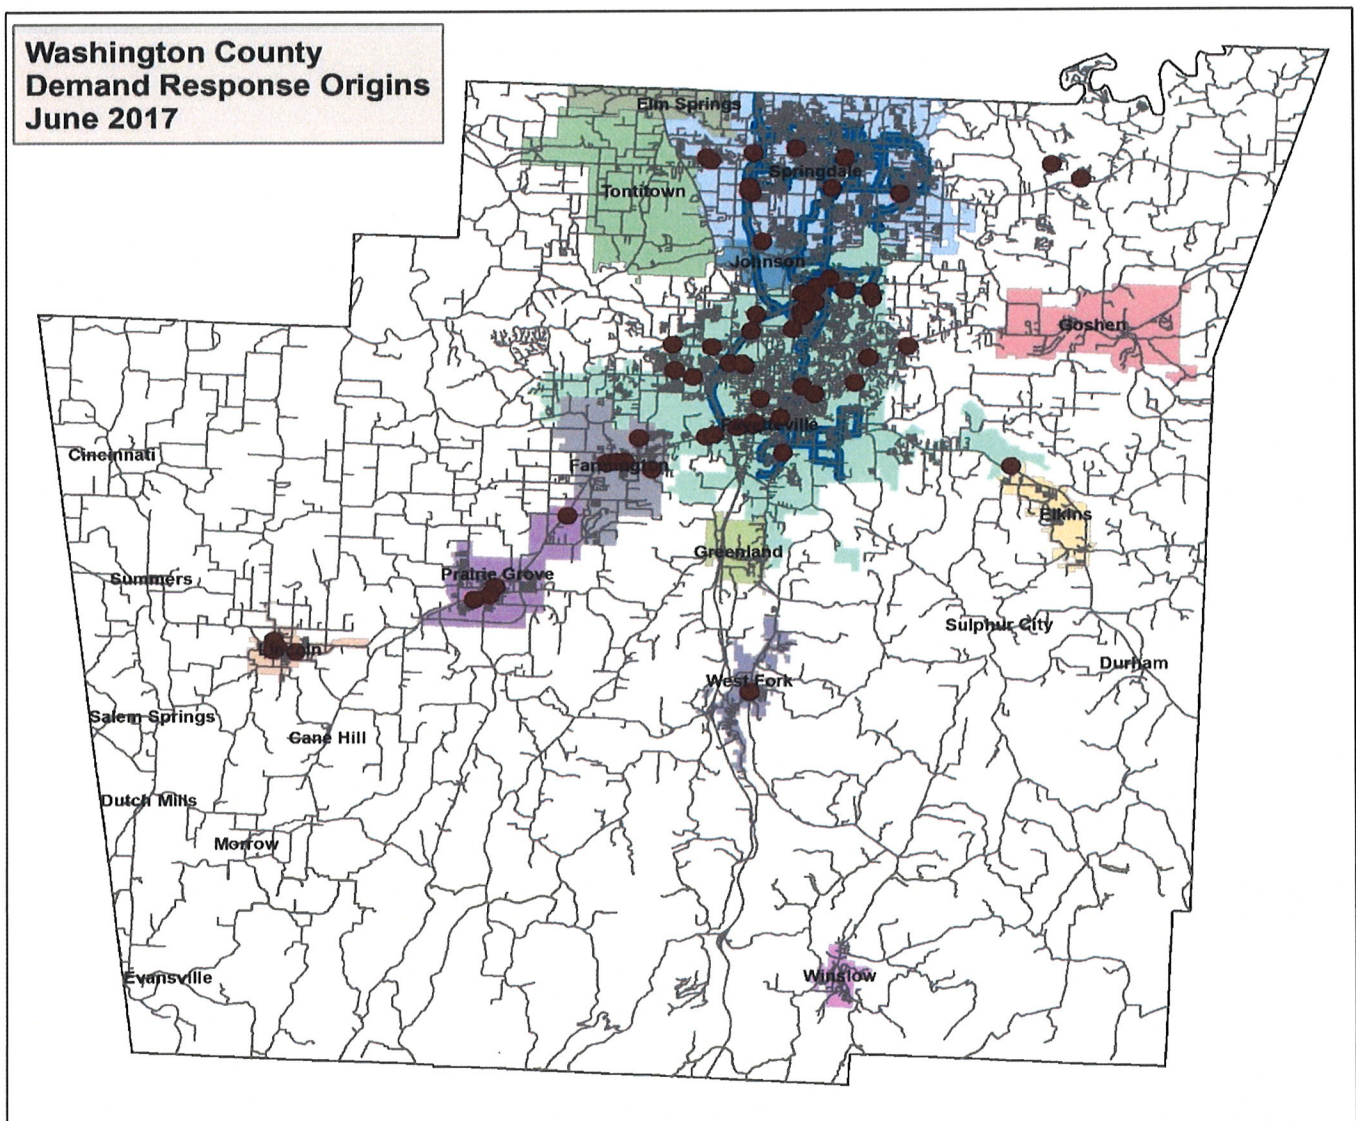 Washington County
Demand Response Origins
June 2017
Elm Springs
Springdale
Tontitown
Johnson
Goshen
Fayetteville
Cincinnati
Farmington
Elkins
Greenland
Prairie Grove
Summers
Sulphur City
Lincoln
Durham
West Fork
Salem Springs
Cane Hill
Dutch Mills
Morrow
Winslow
Evansville